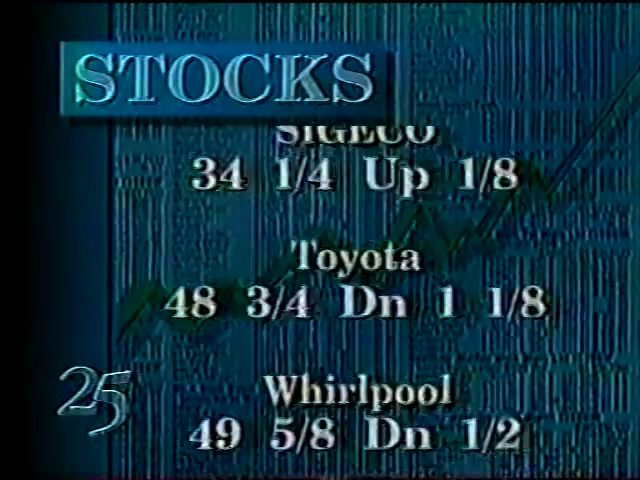 STOCKS
SIGECO
34 1/4 Up 1/8
Toyota
48 3/4 Dn 1 1/8
Whirlpool
25
49 5/8 Dn 1/2